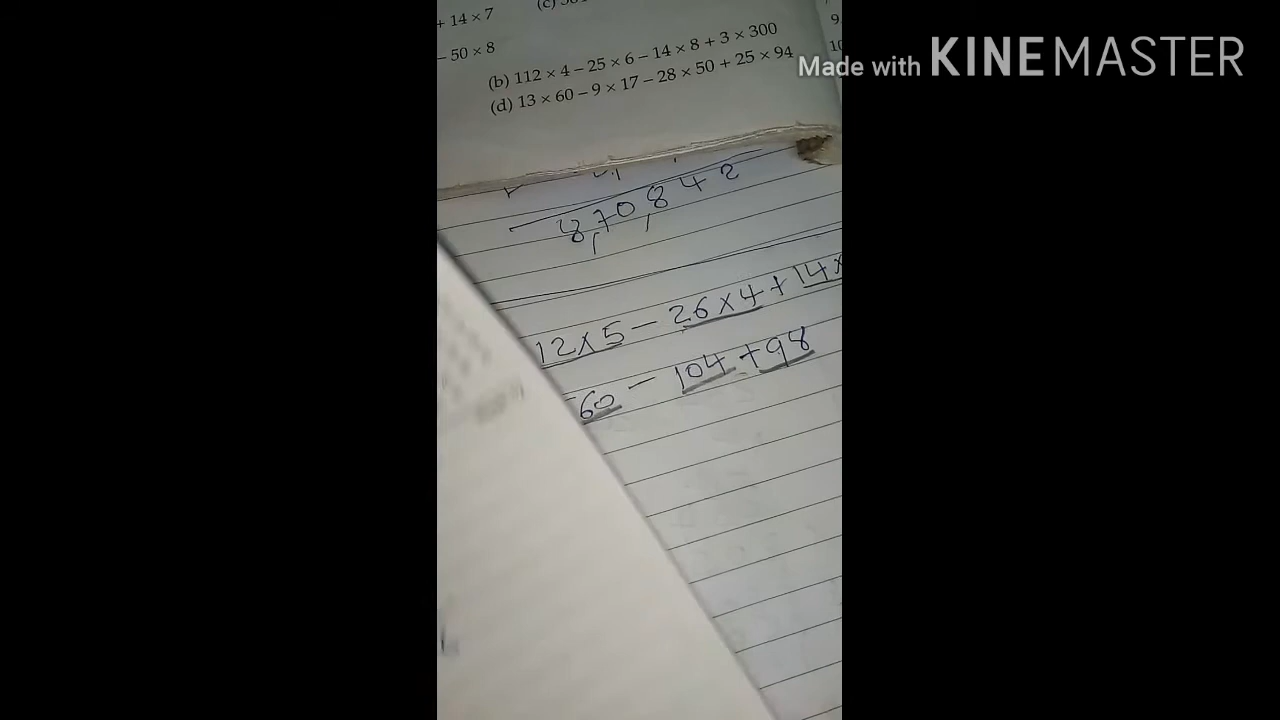 + 14 × 7
– 50 × 8
(b) 112 × 4 – 25 × 6 – 14 × 8 + 3 × 300
(d) 13 × 60 – 9 × 17 – 28 × 50 + 25 × 94
Made with KINEMASTER
8,70,842
12 × 5 – 26 × 4 + 14 ×
60 – 104 + 98